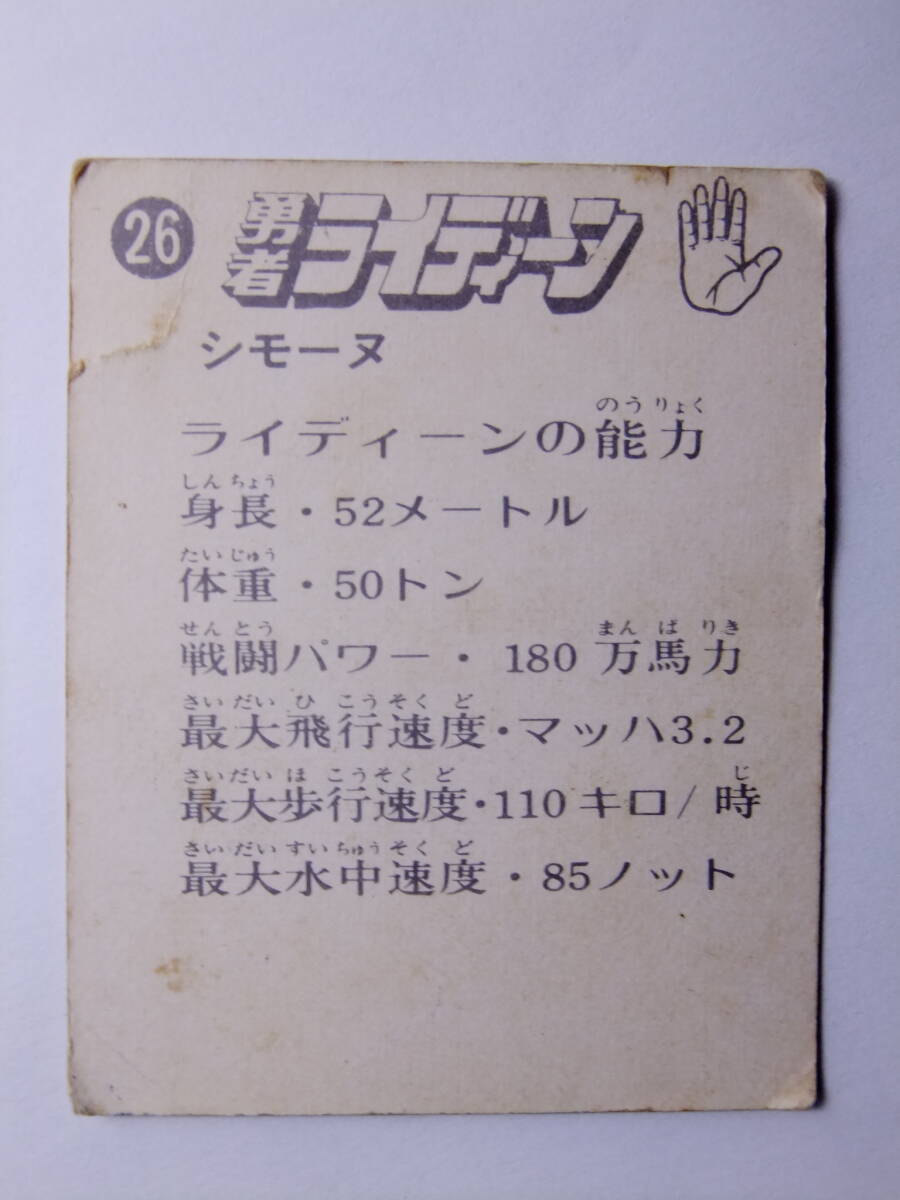 26
勇者ライディーン
シモーヌ
のうりょく
ライディーンの能力
しんちょう
身長・52メートル
たいじゅう
体重・50トン
せんとう まんばりき
戦闘パワー・180万馬力
さいだいひこうそくど
最大飛行速度・マッハ3.2
さいだいほこうそくど じ
最大歩行速度・110キロ/時
さいだいすいちゅうそくど
最大水中速度・85ノット